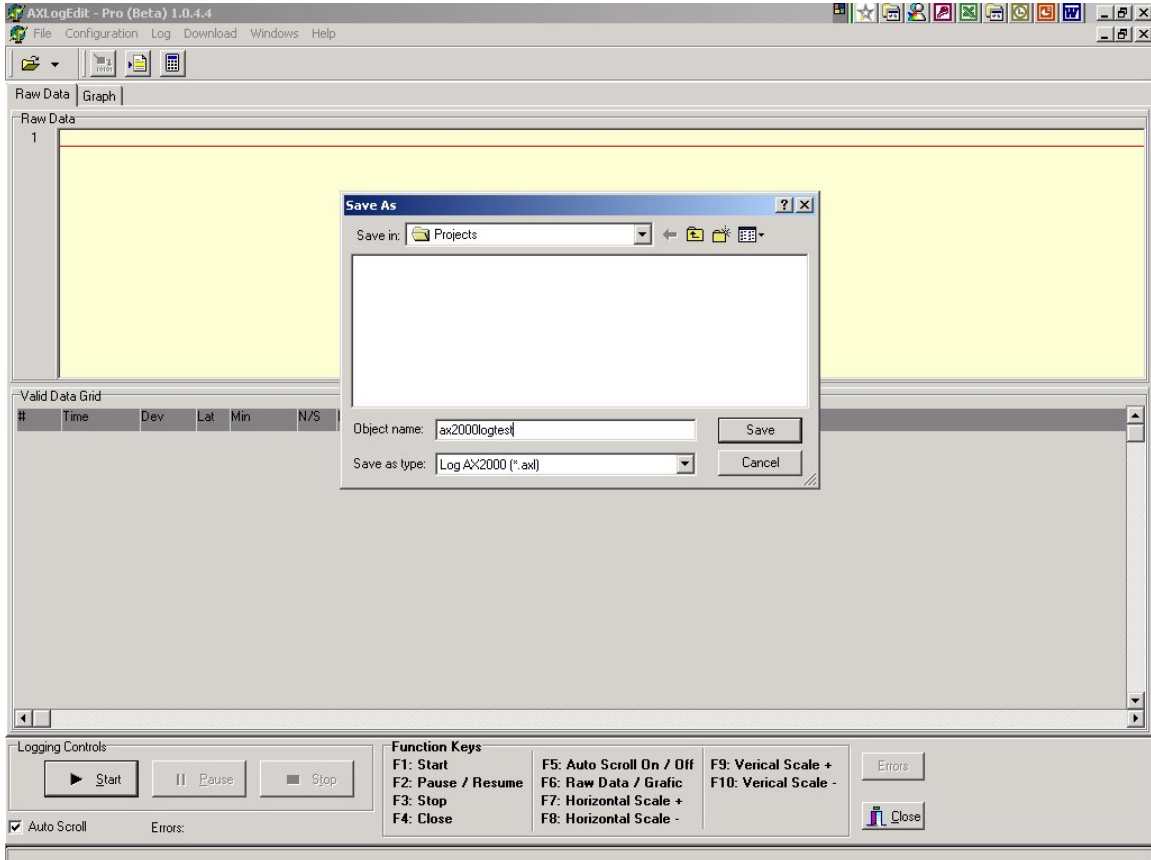 AXLogEdit - Pro (Beta) 1.0.4.4
File Configuration Log Download Windows Help
Raw Data Graph
Raw Data
1
Save As
Save in: Projects
Object name: ax2000logtest
Save
Save as type: Log AX2000 (*.axl)
Cancel
Valid Data Grid
# Time Dev Lat Min N/S
Logging Controls
Start Pause Stop
Auto Scroll Errors:
Function Keys
F1: Start
F2: Pause / Resume
F3: Stop
F4: Close
F5: Auto Scroll On / Off
F6: Raw Data / Grafic
F7: Horizontal Scale +
F8: Horizontal Scale -
F9: Verical Scale +
F10: Verical Scale -
Errors
Close